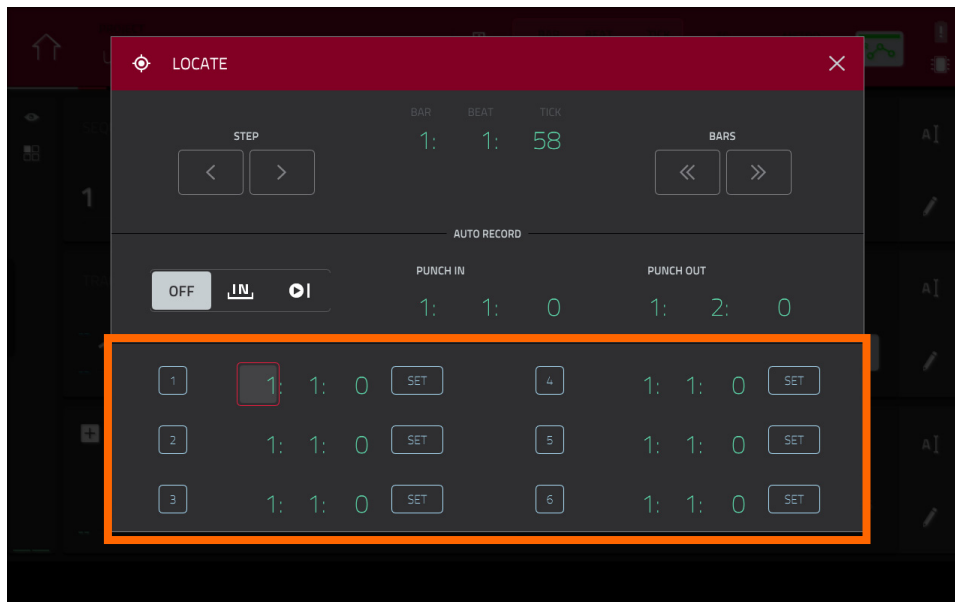 LOCATE
BAR BEAT TICK
STEP 1: 1: 58 BARS
1
AUTO RECORD
PUNCH IN PUNCH OUT
OFF IN 1: 1: 0 1: 2: 0
1 1: 1: 0 SET 4 1: 1: 0 SET
2 1: 1: 0 SET 5 1: 1: 0 SET
3 1: 1: 0 SET 6 1: 1: 0 SET